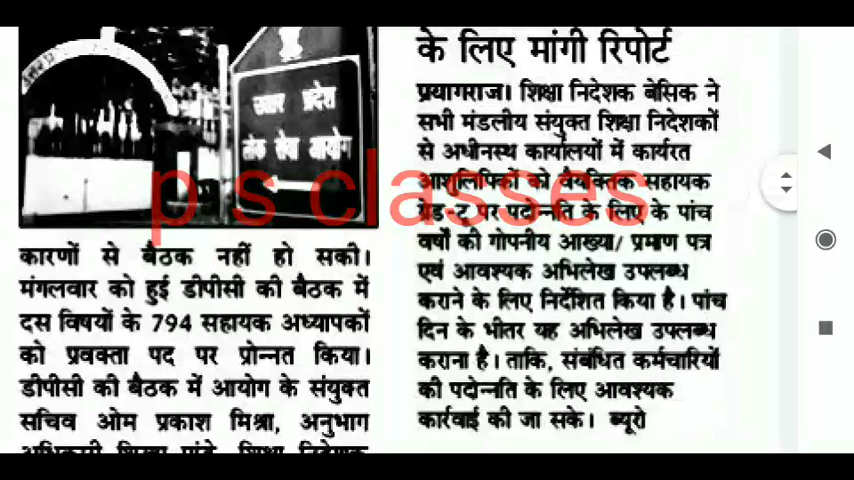 उत्तर प्रदेश
लोक सेवा आयोग
कारणों से बैठक नहीं हो सकी।
मंगलवार को हुई डीपीसी की बैठक में
दस विषयों के 794 सहायक अध्यापकों
को प्रवक्ता पद पर प्रोन्नत किया।
डीपीसी की बैठक में आयोग के संयुक्त
सचिव ओम प्रकाश मिश्रा, अनुभाग
के लिए मांगी रिपोर्ट
प्रयागराज। शिक्षा निदेशक बेसिक ने
सभी मंडलीय संयुक्त शिक्षा निदेशकों
से अधीनस्थ कार्यालयों में कार्यरत
आशुलिपिकों को वैयक्तिक सहायक
ग्रेड-टू पर पदोन्नति के लिए के पांच
वर्षों की गोपनीय आख्या/ प्रमाण पत्र
एवं आवश्यक अभिलेख उपलब्ध
कराने के लिए निर्देशित किया है। पांच
दिन के भीतर यह अभिलेख उपलब्ध
कराना है। ताकि, संबंधित कर्मचारियों
की पदोन्नति के लिए आवश्यक
कार्रवाई की जा सके। ब्यूरो
p s classes